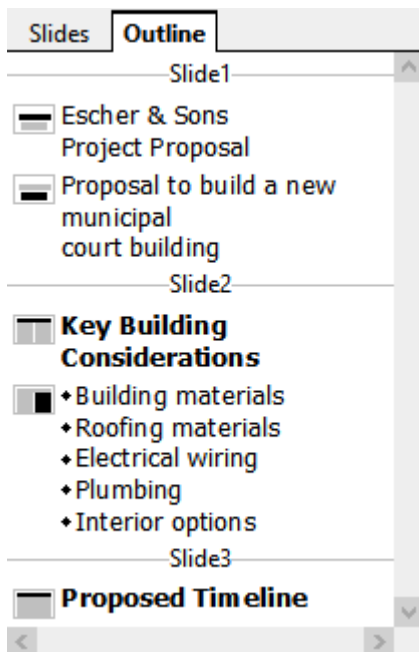 Slides Outline
Slide1
Escher & Sons
Project Proposal
Proposal to build a new
municipal
court building
Slide2
Key Building
Considerations
◆Building materials
◆Roofing materials
◆Electrical wiring
◆Plumbing
◆Interior options
Slide3
Proposed Timeline